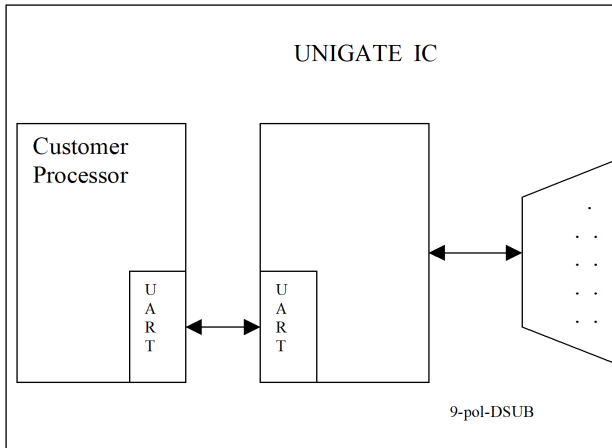 UNIGATE IC
Customer
Processor
U
A
R
T
U
A
R
T
9-pol-DSUB